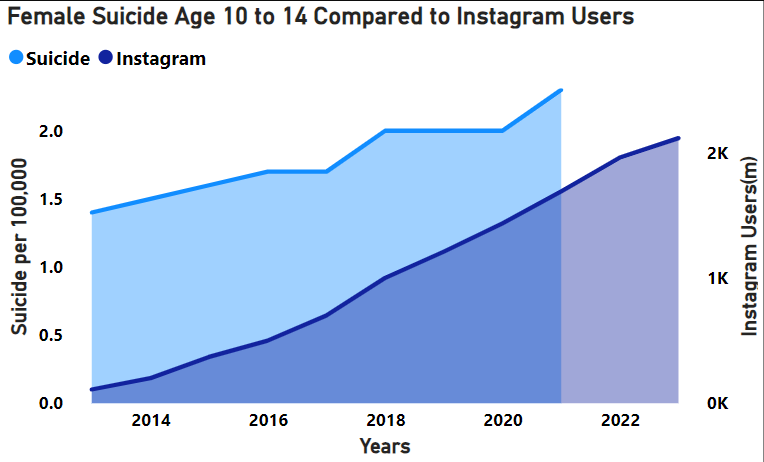 Female Suicide Age 10 to 14 Compared to Instagram Users
Suicide Instagram
Suicide per 100,000
2.0
1.5
1.0
0.5
0.0
2K
1K
0K
Instagram Users(m)
2014 2016 2018 2020 2022
Years